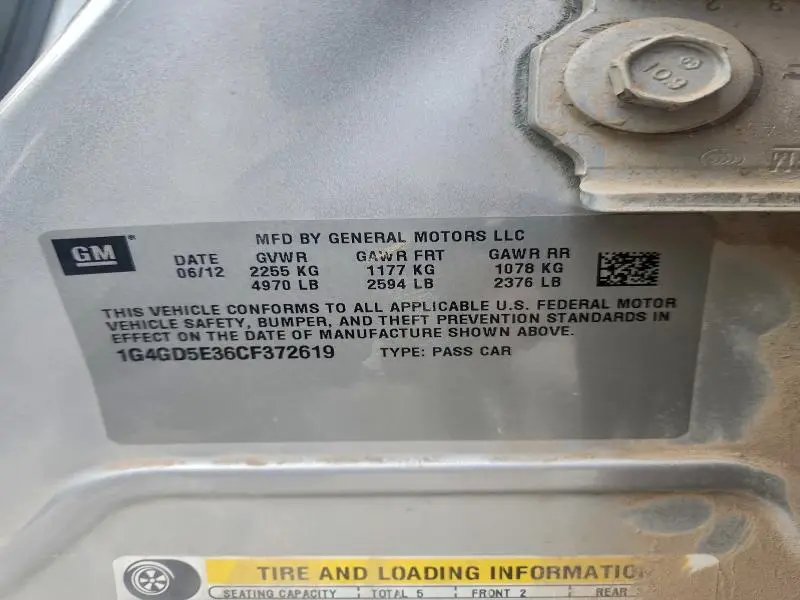 109
GM
MFD BY GENERAL MOTORS LLC
DATE GVWR GAWR FRT GAWR RR
06/12 2255 KG 1177 KG 1078 KG
4970 LB 2594 LB 2376 LB
THIS VEHICLE CONFORMS TO ALL APPLICABLE U.S. FEDERAL MOTOR
VEHICLE SAFETY, BUMPER, AND THEFT PREVENTION STANDARDS IN
EFFECT ON THE DATE OF MANUFACTURE SHOWN ABOVE.
1G4GD5E36CF372619 TYPE: PASS CAR
TIRE AND LOADING INFORMATION
SEATING CAPACITY TOTAL 5 FRONT 2 REAR